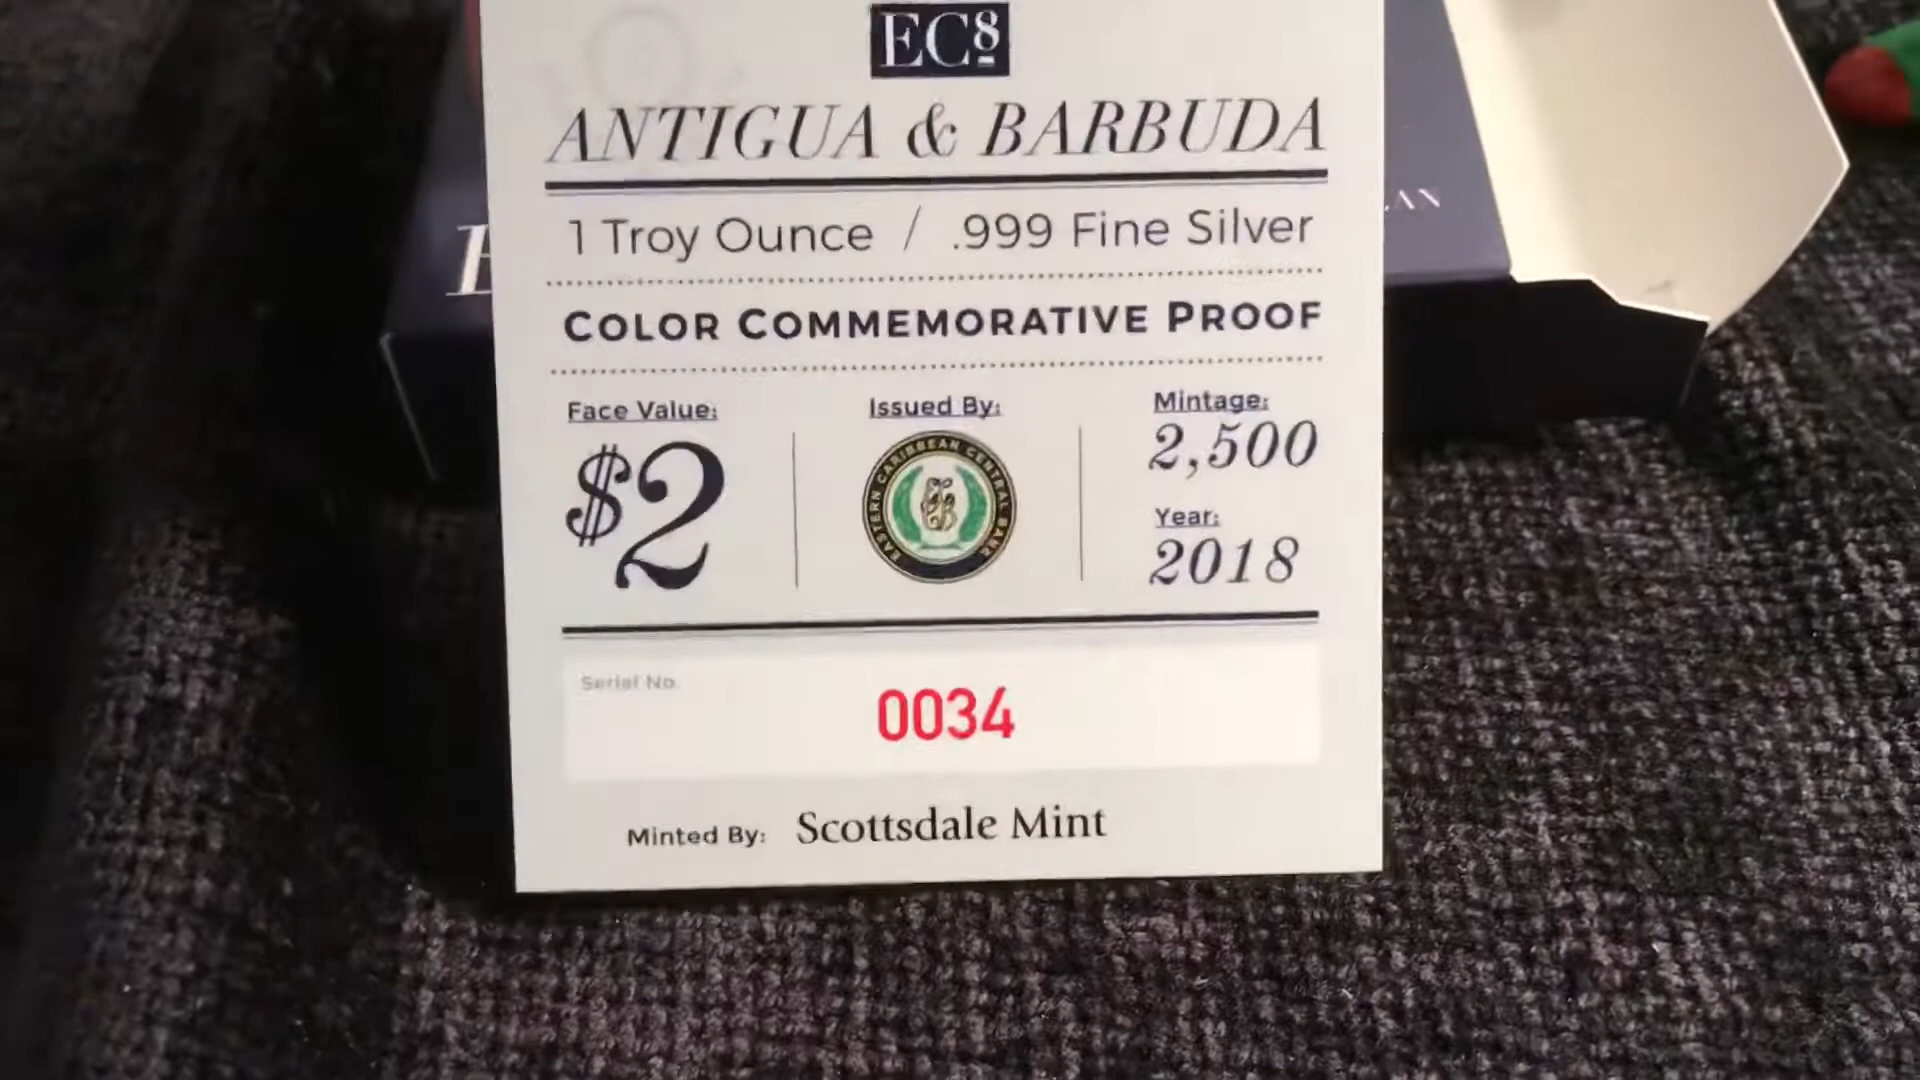 EC8
ANTIGUA & BARBUDA
1 Troy Ounce / .999 Fine Silver
COLOR COMMEMORATIVE PROOF
Face Value:
$2
Issued By:
EASTERN CARIBBEAN CENTRAL BANK
Mintage:
2,500
Year:
2018
Serial No.
0034
Minted By: Scottsdale Mint